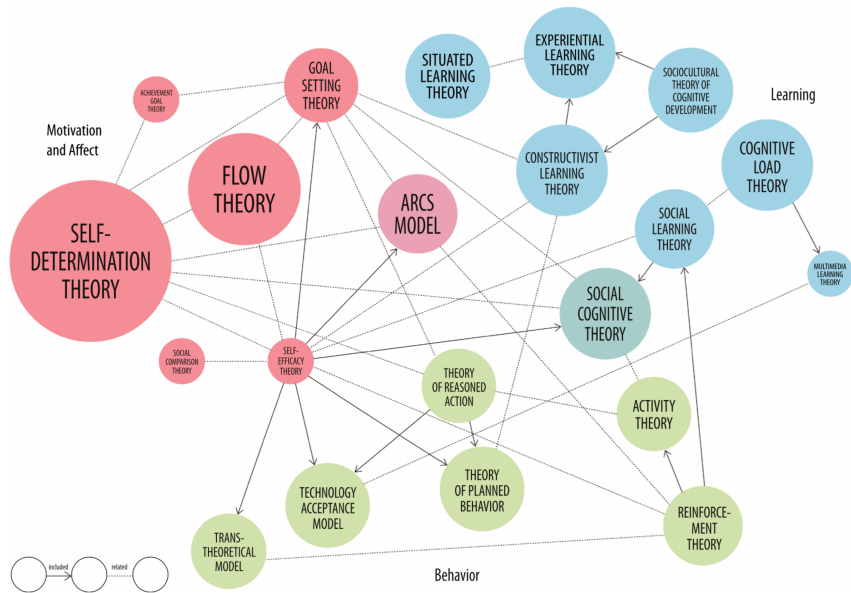 EXPERIENTIAL
LEARNING
THEORY
SITUATED
LEARNING
THEORY
GOAL
SETTING
THEORY
SOCIOCULTURAL
THEORY OF
COGNITIVE
DEVELOPMENT
ACHIEVEMENT
GOAL
THEORY
Learning
Motivation
and Affect
COGNITIVE
LOAD
THEORY
CONSTRUCTIVIST
LEARNING
THEORY
FLOW
THEORY
ARCS
MODEL
SOCIAL
LEARNING
THEORY
SELF-
DETERMINATION
THEORY
MULTIMEDIA
LEARNING
THEORY
SOCIAL
COGNITIVE
THEORY
SOCIAL
COMPARISON
THEORY
SELF-
EFFICACY
THEORY
THEORY
OF REASONED
ACTION
ACTIVITY
THEORY
THEORY
OF PLANNED
BEHAVIOR
TECHNOLOGY
ACCEPTANCE
MODEL
REINFORCE-
MENT
THEORY
TRANS-
THEORETICAL
MODEL
included
related
Behavior